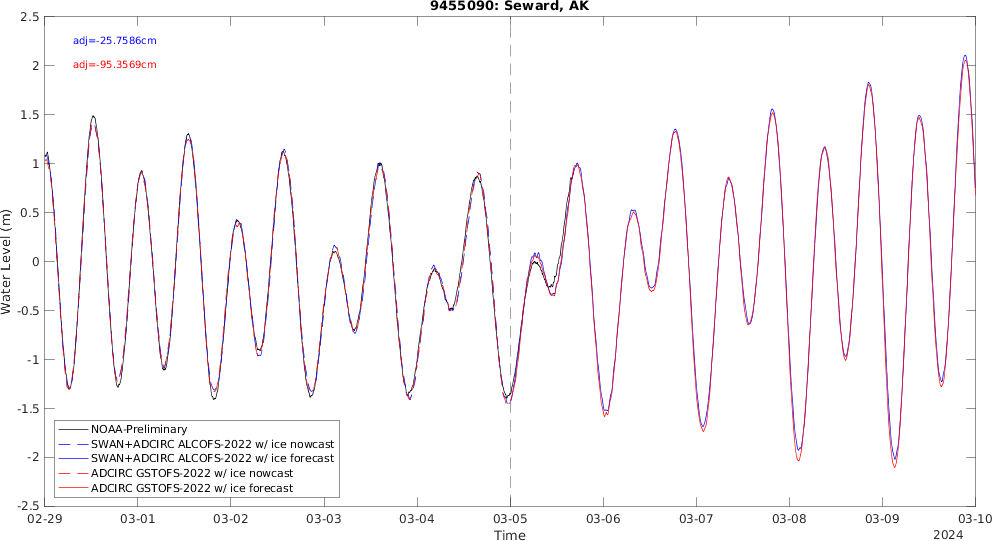 9455090: Seward, AK
adj=-25.7586cm
adj=-95.3569cm
Water Level (m)
2.5
2
1.5
1
0.5
0
-0.5
-1
-1.5
-2
-2.5
NOAA-Preliminary
SWAN+ADCIRC ALCOFS-2022 w/ ice nowcast
SWAN+ADCIRC ALCOFS-2022 w/ ice forecast
ADCIRC GSTOFS-2022 w/ ice nowcast
ADCIRC GSTOFS-2022 w/ ice forecast
02-29 03-01 03-02 03-03 03-04 03-05 03-06 03-07 03-08 03-09 03-10
Time
2024